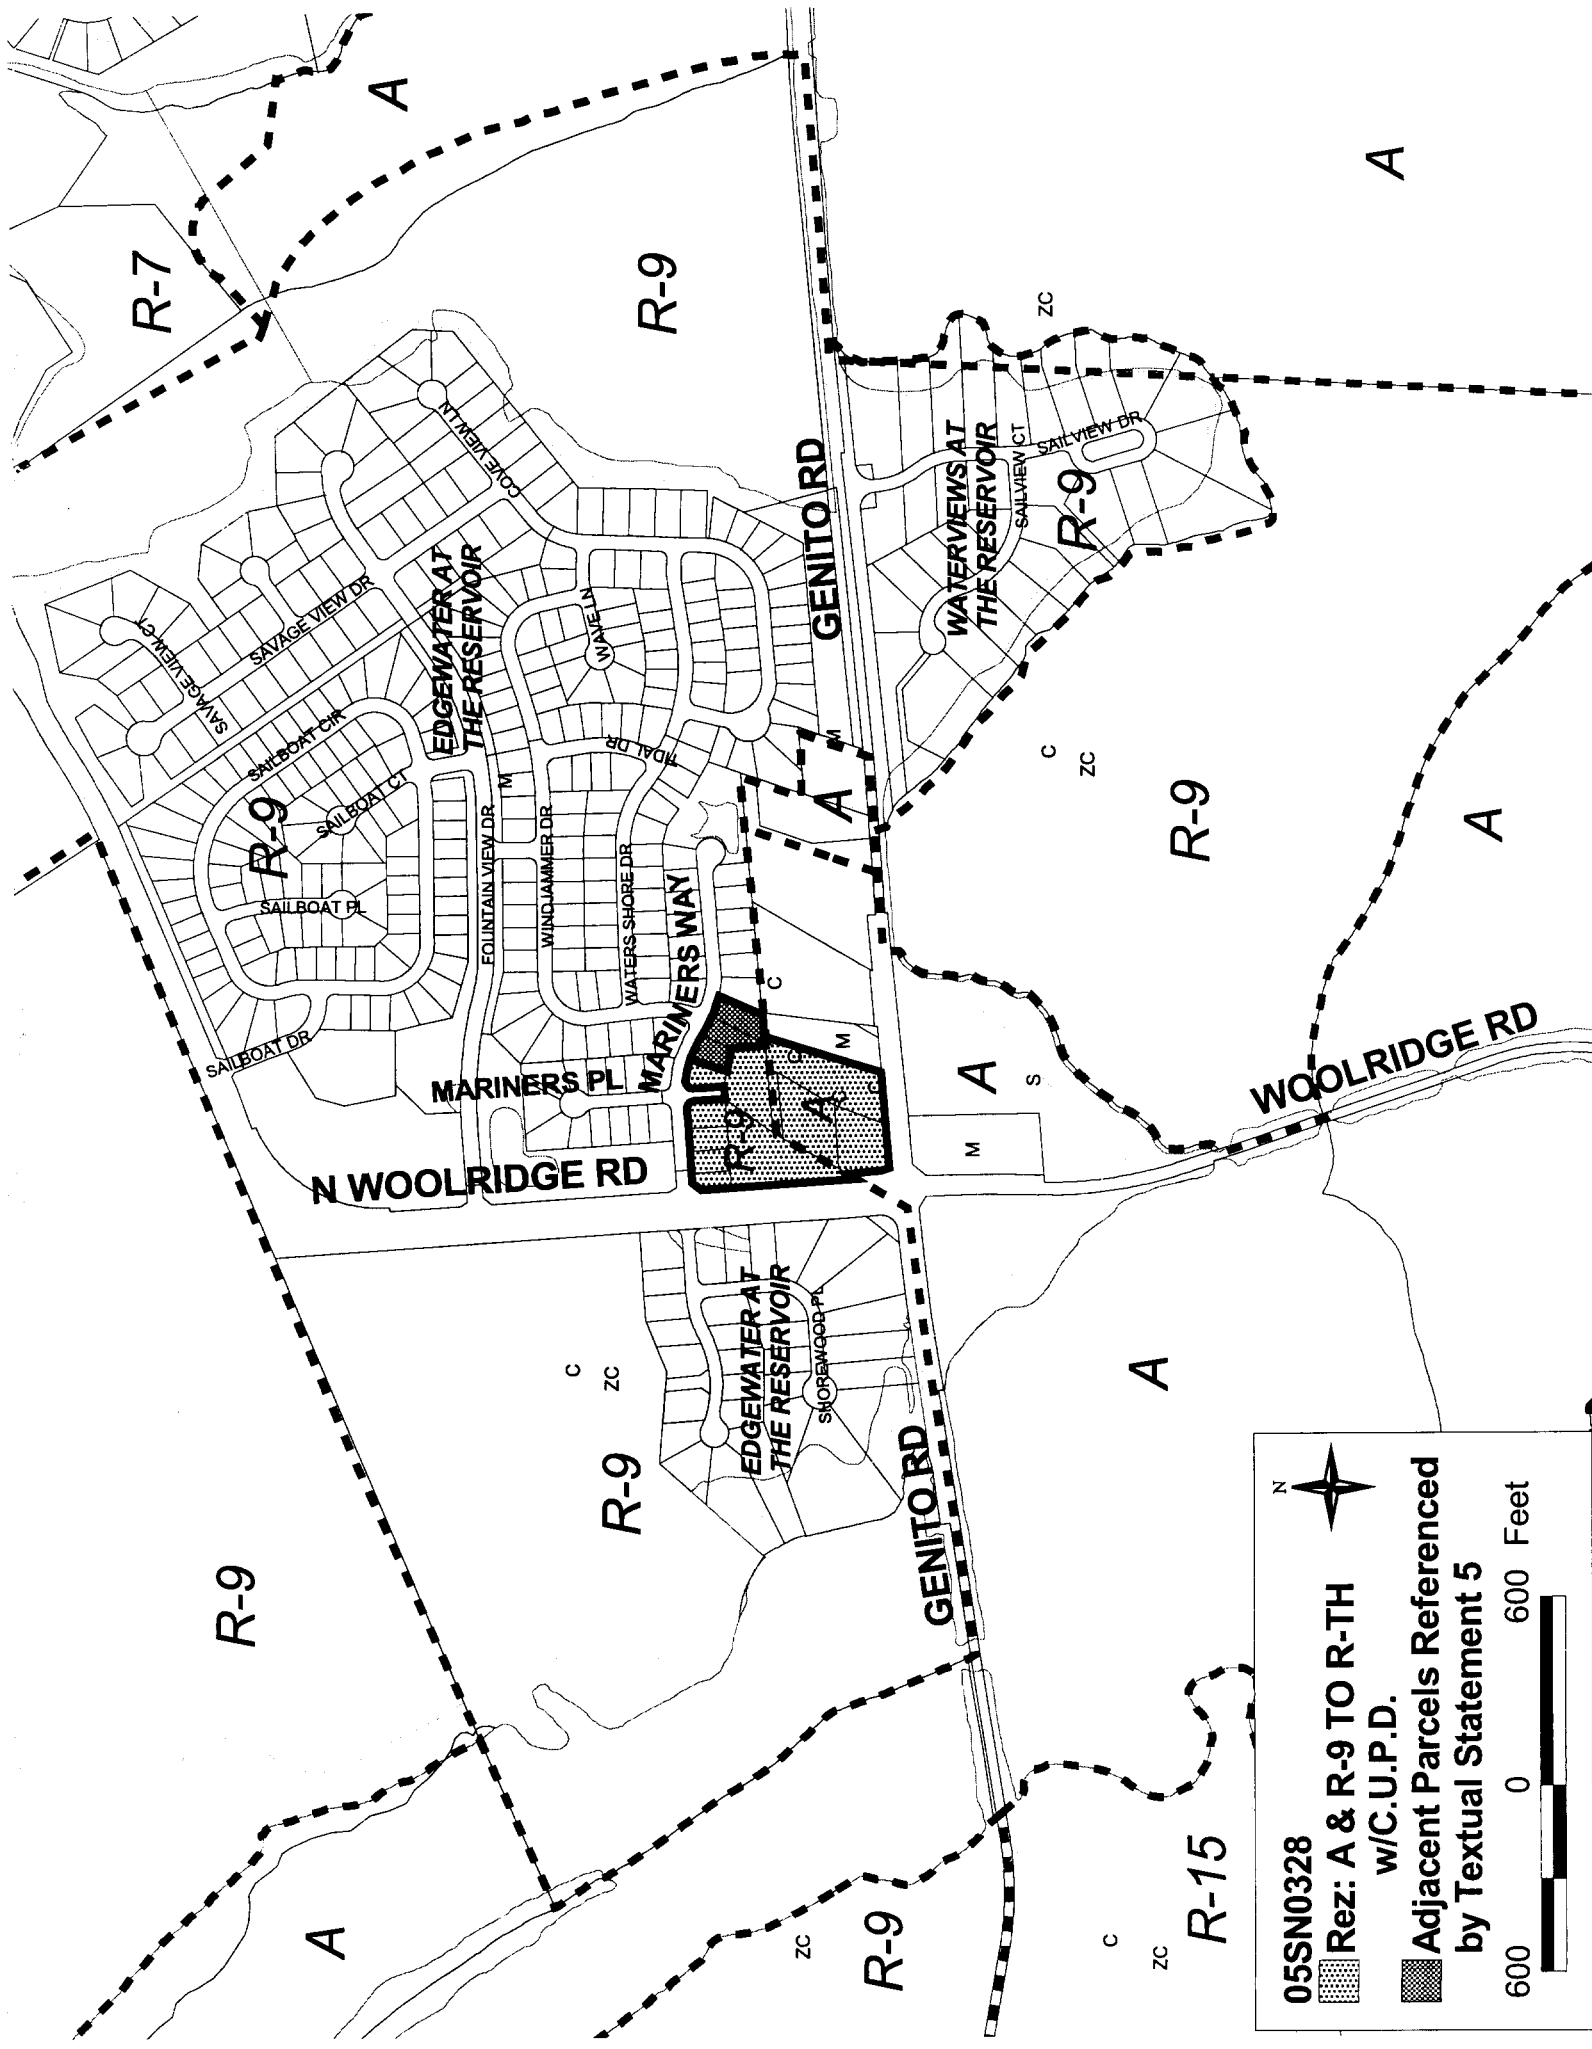 A
R-7
R-9
A
ZC
COVE VIEW LN
GENITO RD
WATERVIEWS AT
THE RESERVOIR
SAILVIEW CT
SAILVIEW DR
R-9
SAVAGE VIEW CT
SAVAGE VIEW DR
EDGEWATER AT
THE RESERVOIR
WAVE LN
SAILBOAT CIR
SAILBOAT CT
R-9
TIDAL DR
M
M
A
C
ZC
R-9
A
SAILBOAT PL
FOUNTAIN VIEW DR
WINDJAMMER DR
WATERS SHORE DR
MARINERS WAY
C
SAILBOAT DR
MARINERS PL
M
C
C
C
A
R-9
A
S
M
WOOLRIDGE RD
N WOOLRIDGE RD
EDGEWATER AT
THE RESERVOIR
SHOREWOOD PL
C
ZC
R-9
A
R-9
GENITO RD
A
ZC
R-9
C
ZC
R-15
N
05SN0328
Rez: A & R-9 TO R-TH
w/C.U.P.D.
Adjacent Parcels Referenced
by Textual Statement 5
600 0 600 Feet